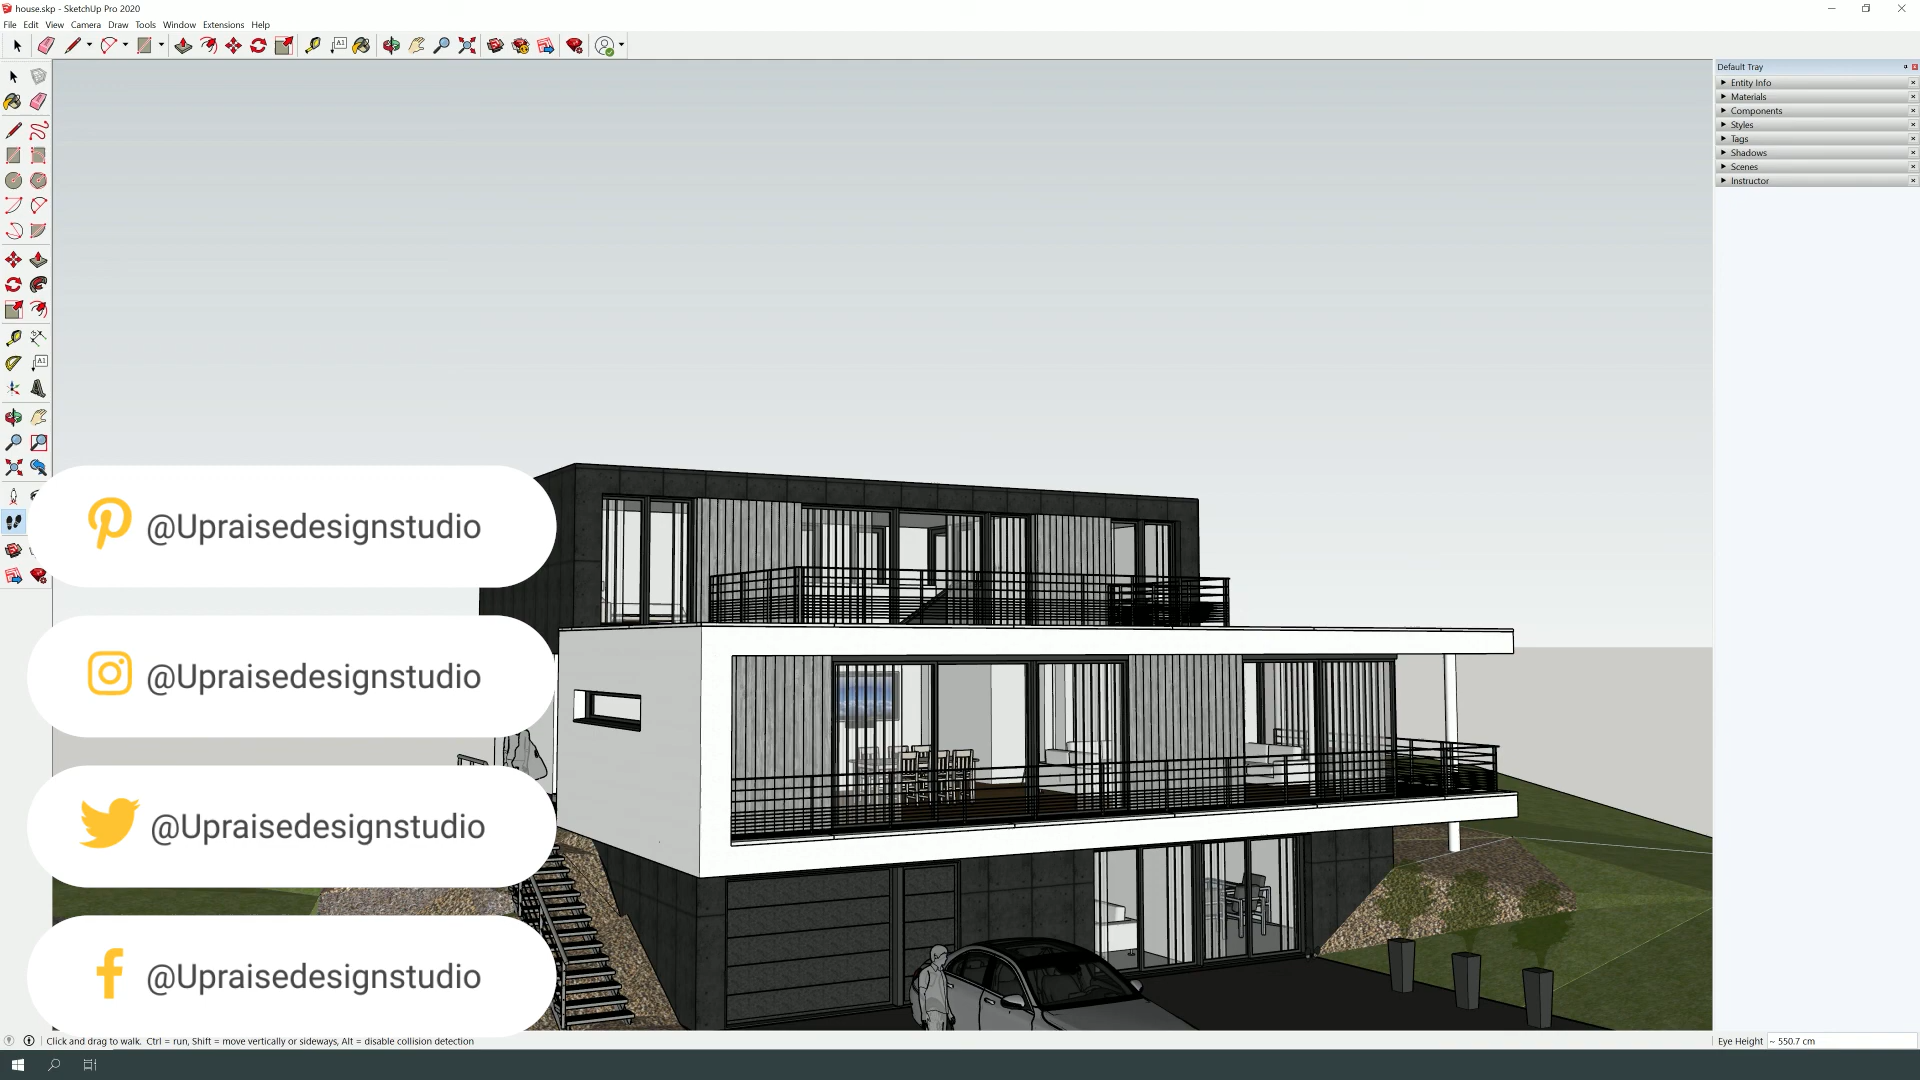 house.skp - SketchUp Pro 2020
File Edit View Camera Draw Tools Window Extensions Help
A1
Default Tray
Entity Info
Materials
Components
Styles
Tags
Shadows
Scenes
Instructor
A1
@Upraisedesignstudio
@Upraisedesignstudio
@Upraisedesignstudio
@Upraisedesignstudio
Click and drag to walk. Ctrl = run, Shift = move vertically or sideways, Alt = disable collision detection
Eye Height ~ 550.7 cm